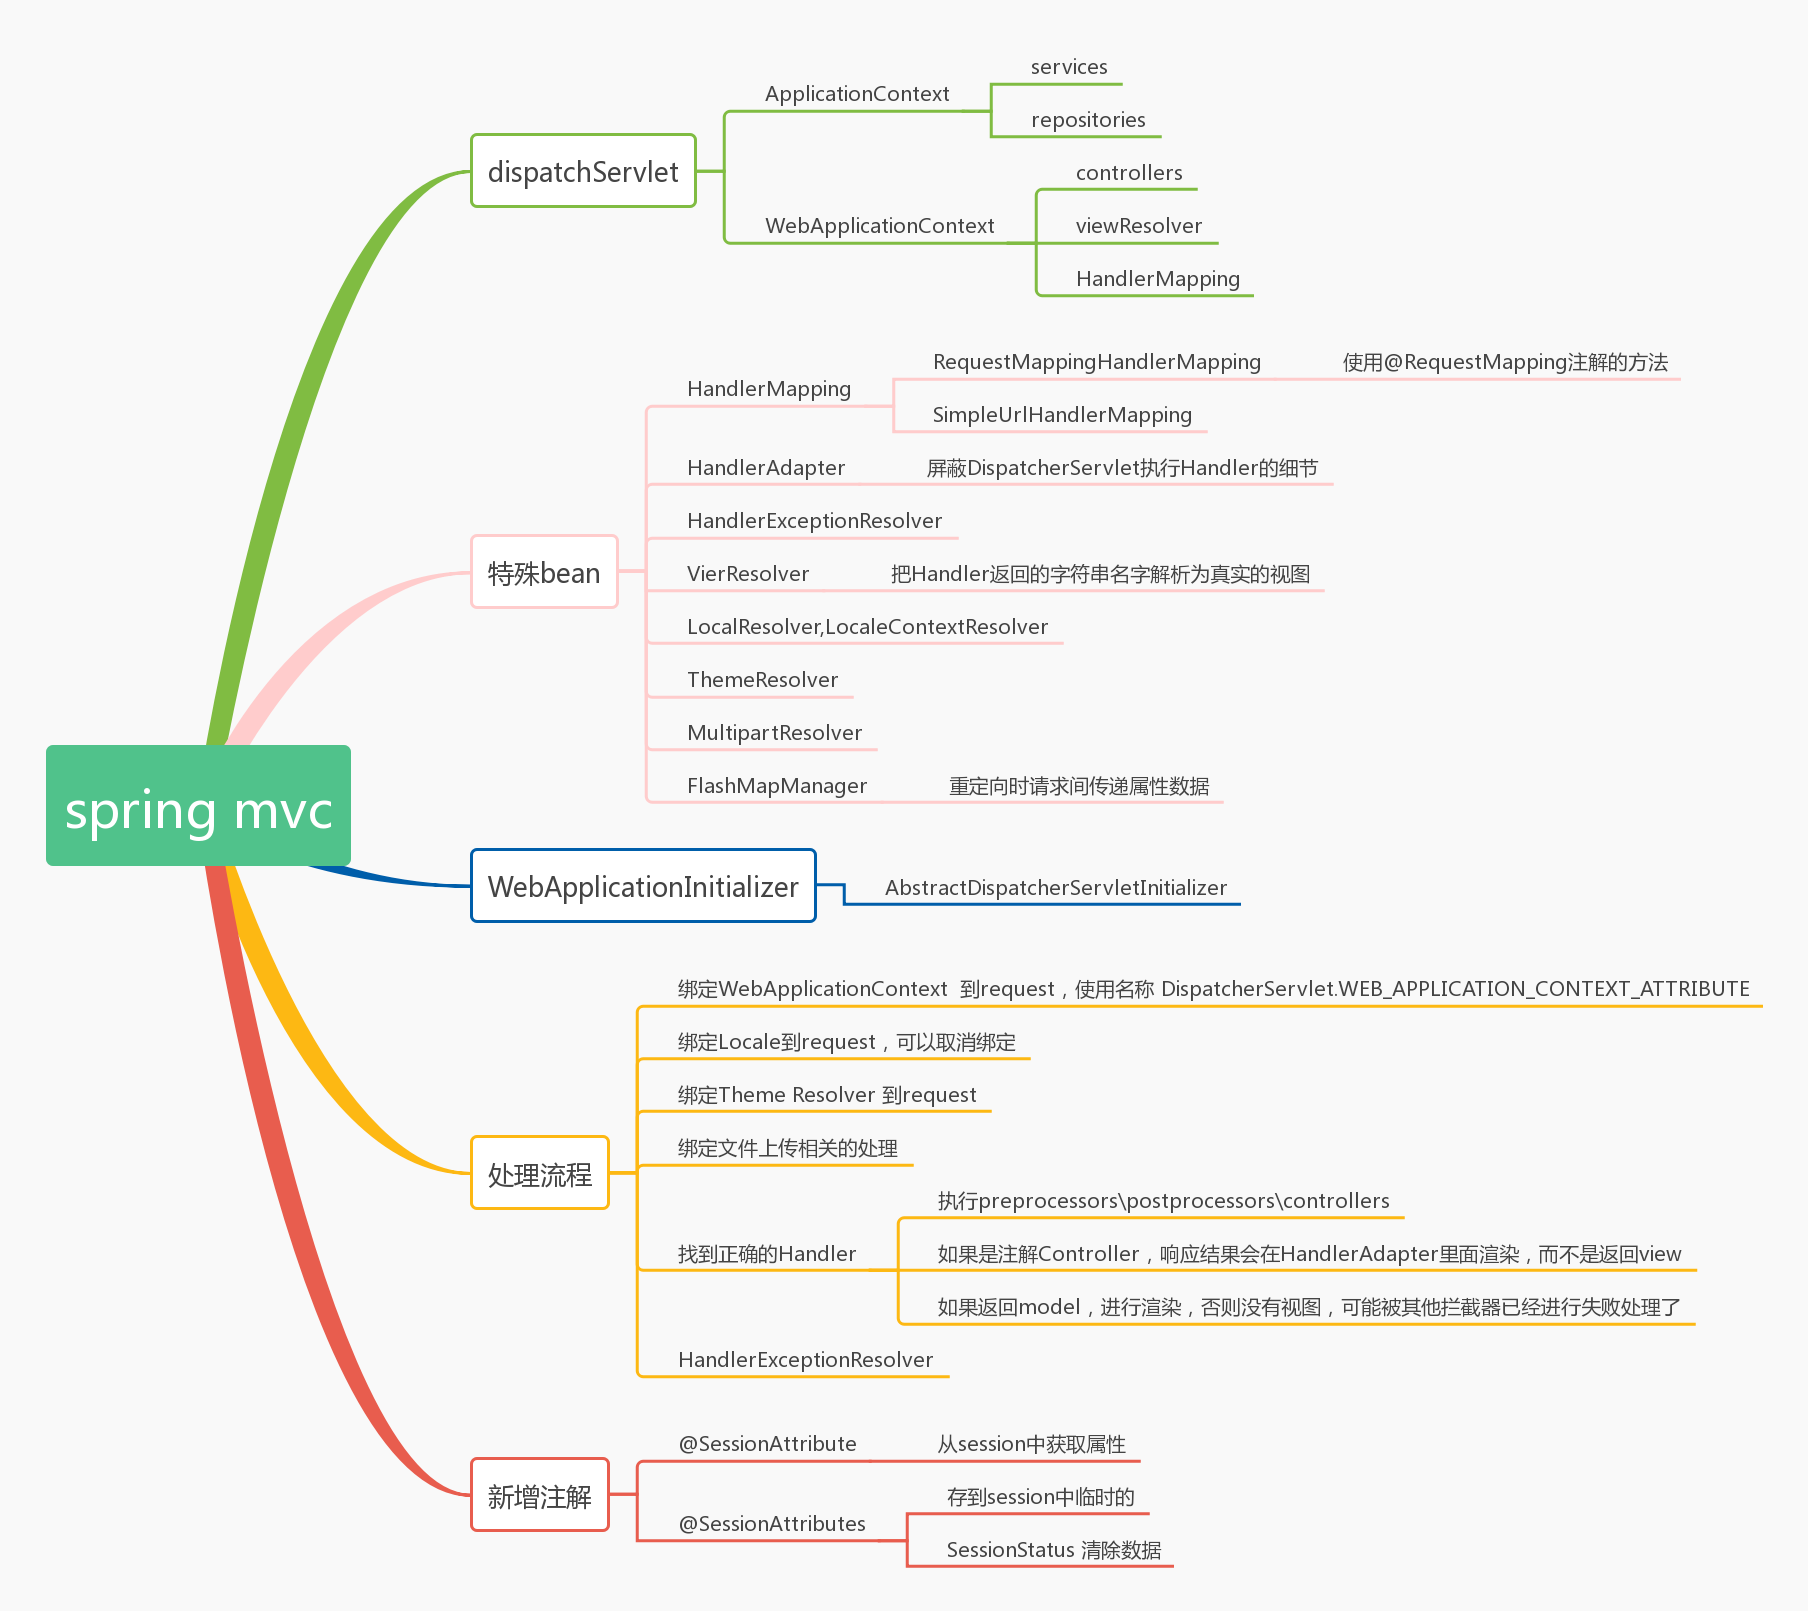 spring mvc
dispatchServlet
ApplicationContext
services
repositories
WebApplicationContext
controllers
viewResolver
HandlerMapping
特殊bean
HandlerMapping
RequestMappingHandlerMapping
使用@RequestMapping注解的方法
SimpleUrlHandlerMapping
HandlerAdapter
屏蔽DispatcherServlet执行Handler的细节
HandlerExceptionResolver
VierResolver
把Handler返回的字符串名字解析为真实的视图
LocalResolver,LocaleContextResolver
ThemeResolver
MultipartResolver
FlashMapManager
重定向时请求间传递属性数据
WebApplicationInitializer
AbstractDispatcherServletInitializer
处理流程
绑定WebApplicationContext  到request，使用名称 DispatcherServlet.WEB_APPLICATION_CONTEXT_ATTRIBUTE
绑定Locale到request，可以取消绑定
绑定Theme Resolver 到request
绑定文件上传相关的处理
找到正确的Handler
执行preprocessors\postprocessors\controllers
如果是注解Controller，响应结果会在HandlerAdapter里面渲染，而不是返回view
如果返回model，进行渲染，否则没有视图，可能被其他拦截器已经进行失败处理了
HandlerExceptionResolver
新增注解
@SessionAttribute
从session中获取属性
@SessionAttributes
存到session中临时的
SessionStatus 清除数据